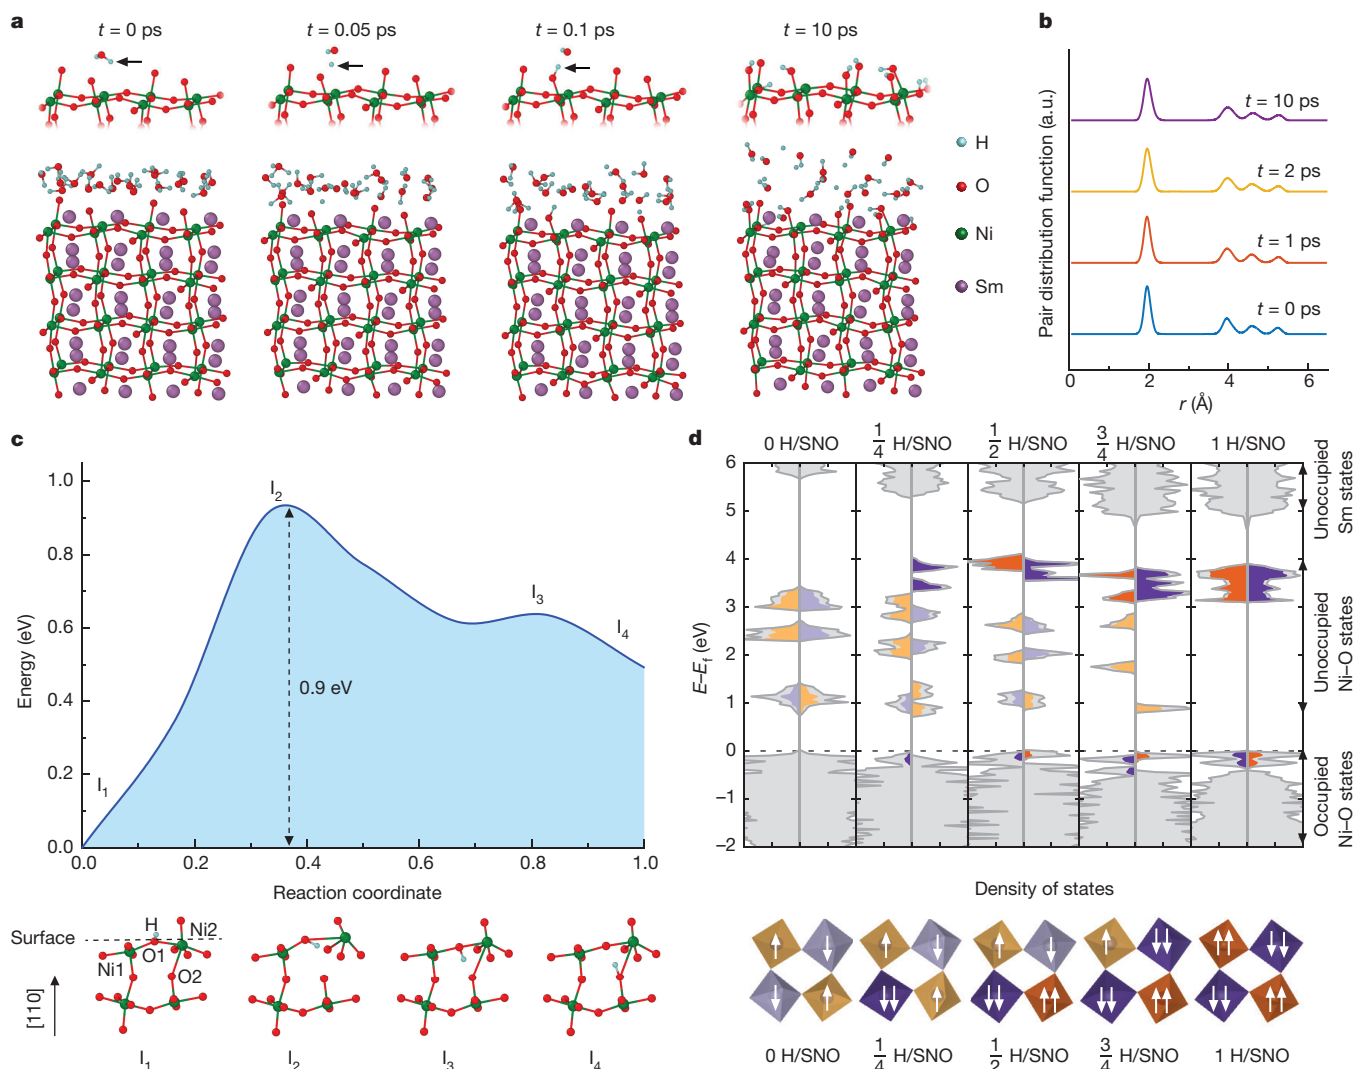 a
t = 0 ps
t = 0.05 ps
t = 0.1 ps
t = 10 ps
H
O
Ni
Sm
b
Pair distribution function (a.u.)
t = 10 ps
t = 2 ps
t = 1 ps
t = 0 ps
0 2 4 6
r (Å)
c
Energy (eV)
1.0
0.8
0.6
0.4
0.2
0.0
I₁
I₂
I₃
I₄
0.9 eV
0.0 0.2 0.4 0.6 0.8 1.0
Reaction coordinate
Surface
[110]
H
Ni2
O1
Ni1
O2
I₁ I₂ I₃ I₄
d
0 H/SNO 1/4 H/SNO 1/2 H/SNO 3/4 H/SNO 1 H/SNO
E–Ef (eV)
6
5
4
3
2
1
0
–1
–2
Unoccupied
Sm states
Unoccupied
Ni–O states
Occupied
Ni–O states
Density of states
0 H/SNO 1/4 H/SNO 1/2 H/SNO 3/4 H/SNO 1 H/SNO